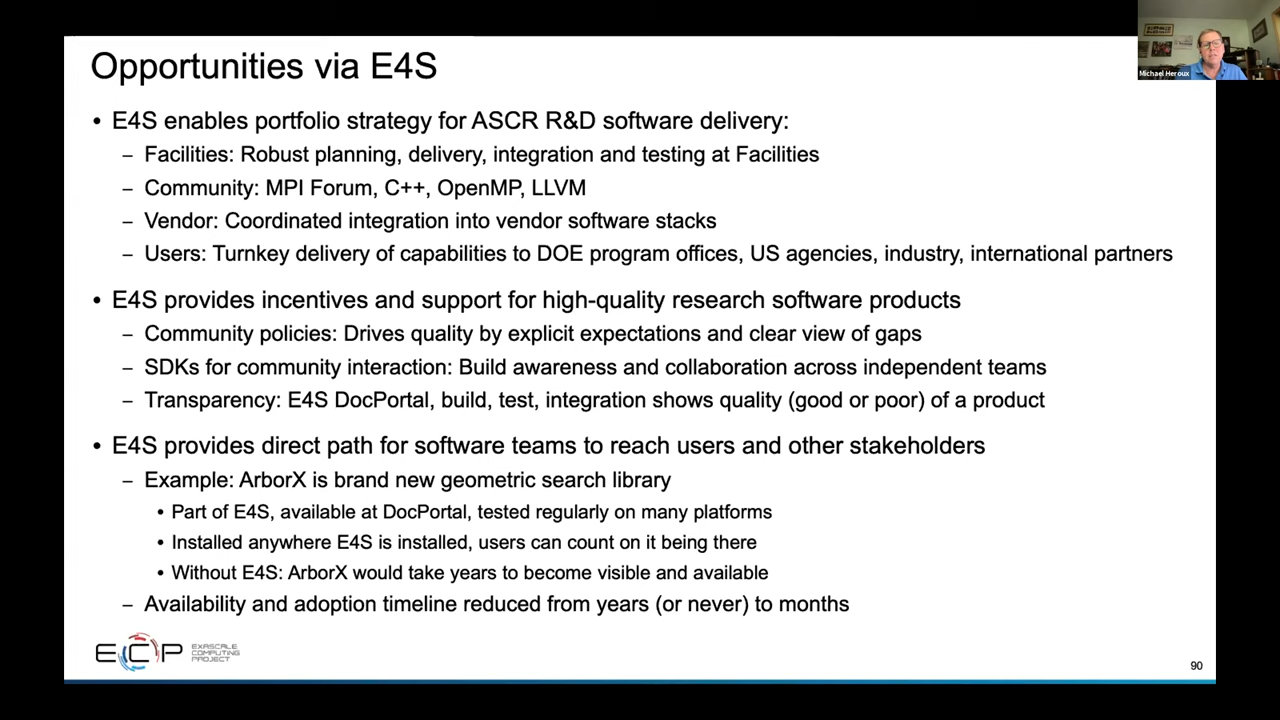 Michael Heroux
Opportunities via E4S
• E4S enables portfolio strategy for ASCR R&D software delivery:
– Facilities: Robust planning, delivery, integration and testing at Facilities
– Community: MPI Forum, C++, OpenMP, LLVM
– Vendor: Coordinated integration into vendor software stacks
– Users: Turnkey delivery of capabilities to DOE program offices, US agencies, industry, international partners
• E4S provides incentives and support for high-quality research software products
– Community policies: Drives quality by explicit expectations and clear view of gaps
– SDKs for community interaction: Build awareness and collaboration across independent teams
– Transparency: E4S DocPortal, build, test, integration shows quality (good or poor) of a product
• E4S provides direct path for software teams to reach users and other stakeholders
– Example: ArborX is brand new geometric search library
• Part of E4S, available at DocPortal, tested regularly on many platforms
• Installed anywhere E4S is installed, users can count on it being there
• Without E4S: ArborX would take years to become visible and available
– Availability and adoption timeline reduced from years (or never) to months
ECP
EXASCALE
COMPUTING
PROJECT
90